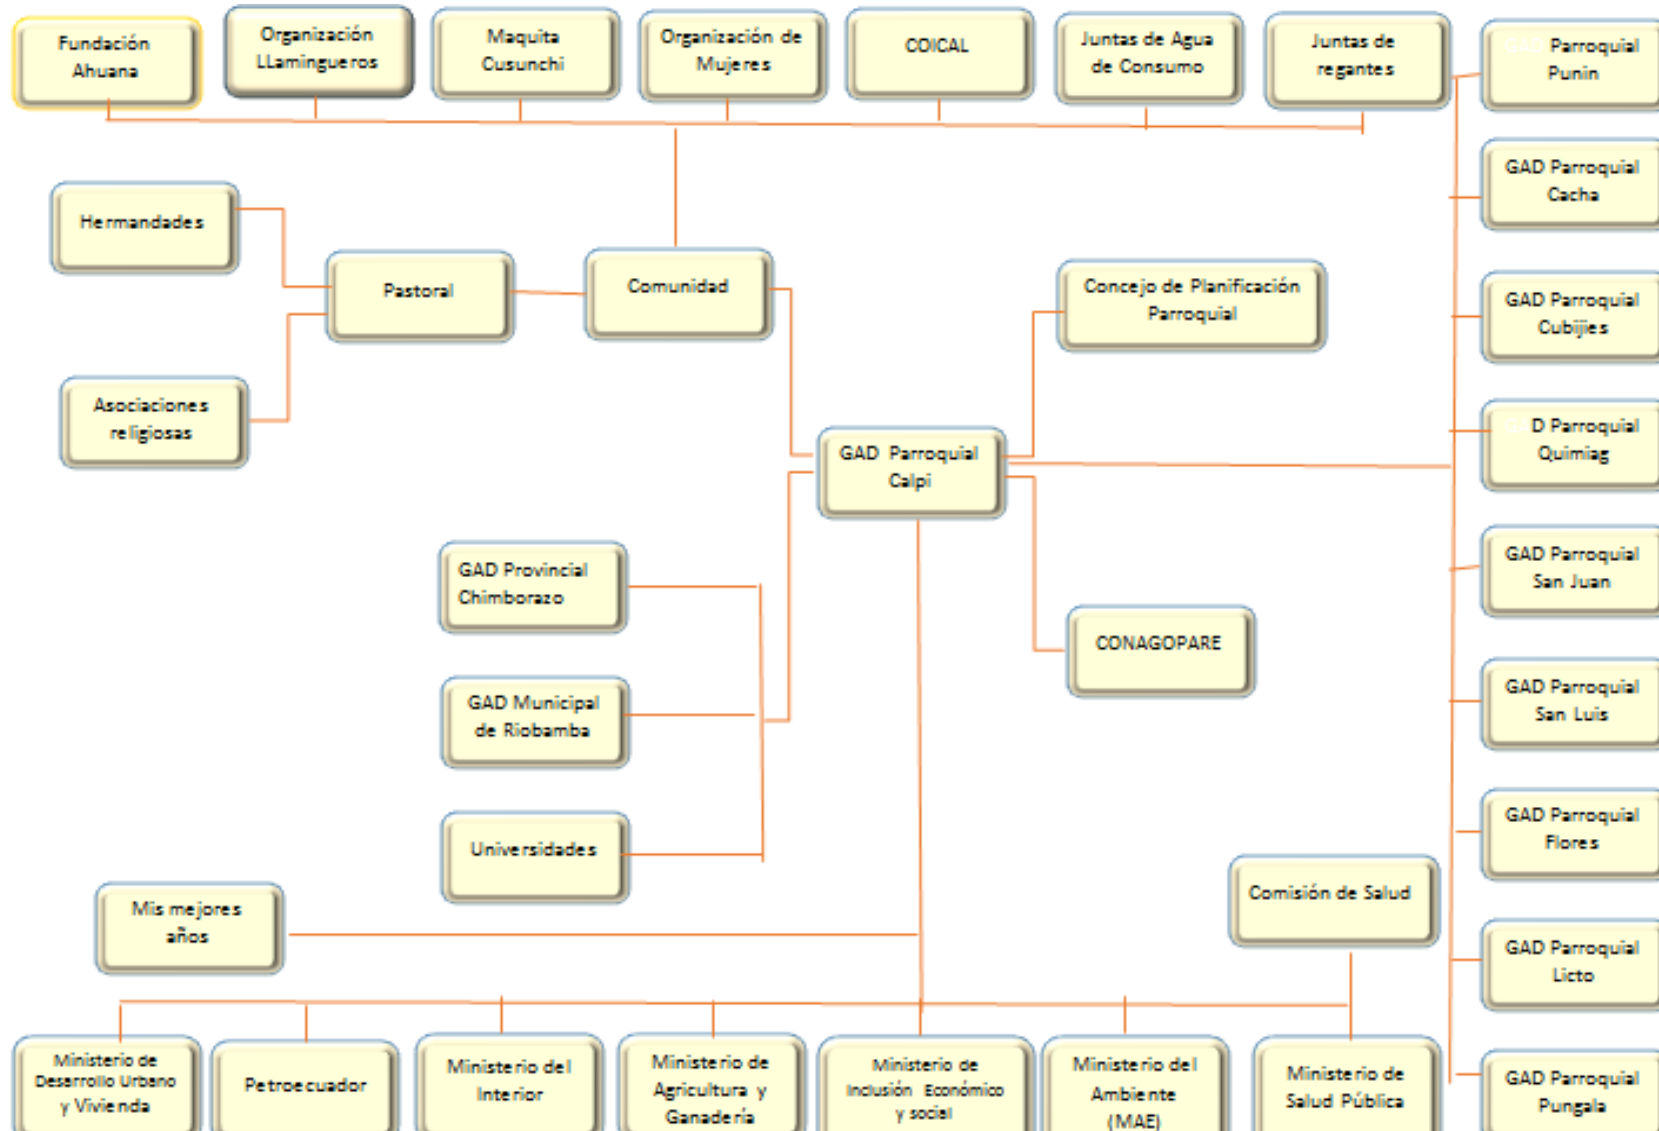 Fundación
Ahuana
Organización
LLamingueros
Maquita
Cusunchi
Organización de
Mujeres
COICAL
Juntas de Agua
de Consumo
Juntas de
regantes
GAD Parroquial
Punin
GAD Parroquial
Cacha
Hermandades
Pastoral
Comunidad
Concejo de Planificación
Parroquial
GAD Parroquial
Cubijies
Asociaciones
religiosas
GAD Parroquial
Calpi
GAD Parroquial
Quimiag
GAD Provincial
Chimborazo
GAD Parroquial
San Juan
CONAGOPARE
GAD Municipal
de Riobamba
GAD Parroquial
San Luis
Universidades
GAD Parroquial
Flores
Mis mejores
años
Comisión de Salud
GAD Parroquial
Licto
Ministerio de
Desarrollo Urbano
y Vivienda
Petroecuador
Ministerio del
Interior
Ministerio de
Agricultura y
Ganadería
Ministerio de
Inclusión Económico
y social
Ministerio del
Ambiente
(MAE)
Ministerio de
Salud Pública
GAD Parroquial
Pungala